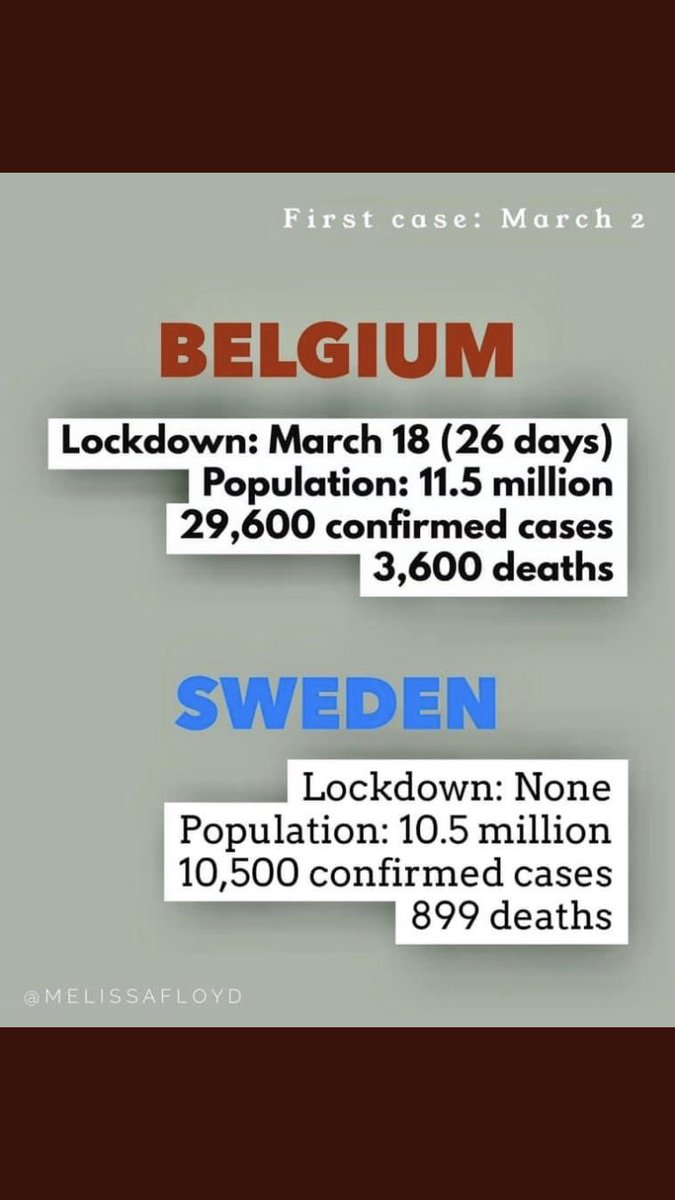 First case: March 2
BELGIUM
Lockdown: March 18 (26 days)
Population: 11.5 million
29,600 confirmed cases
3,600 deaths
SWEDEN
Lockdown: None
Population: 10.5 million
10,500 confirmed cases
899 deaths
@MELISSAFLOYD